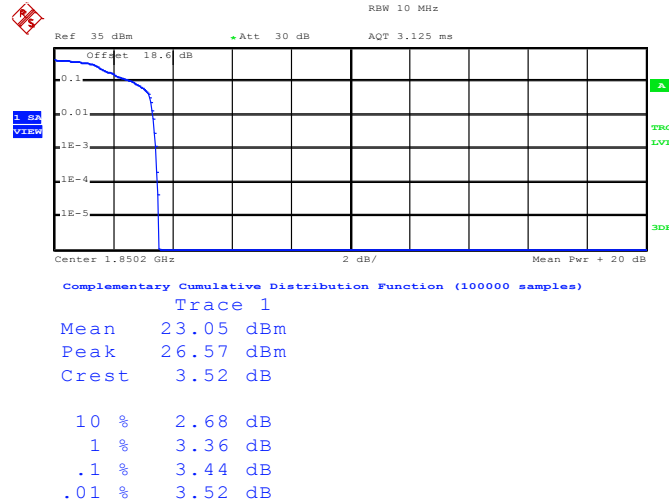 R S
RBW 10 MHz
Ref 35 dBm * Att 30 dB AQT 3.125 ms
Offset 18.6 dB
0.1
A
0.01
1 SA
VIEW
TRG
1E-3
LVL
1E-4
1E-5
3DB
Center 1.8502 GHz 2 dB/ Mean Pwr + 20 dB
Complementary Cumulative Distribution Function (100000 samples)
Trace 1
Mean 23.05 dBm
Peak 26.57 dBm
Crest 3.52 dB
10 % 2.68 dB
1 % 3.36 dB
.1 % 3.44 dB
.01 % 3.52 dB